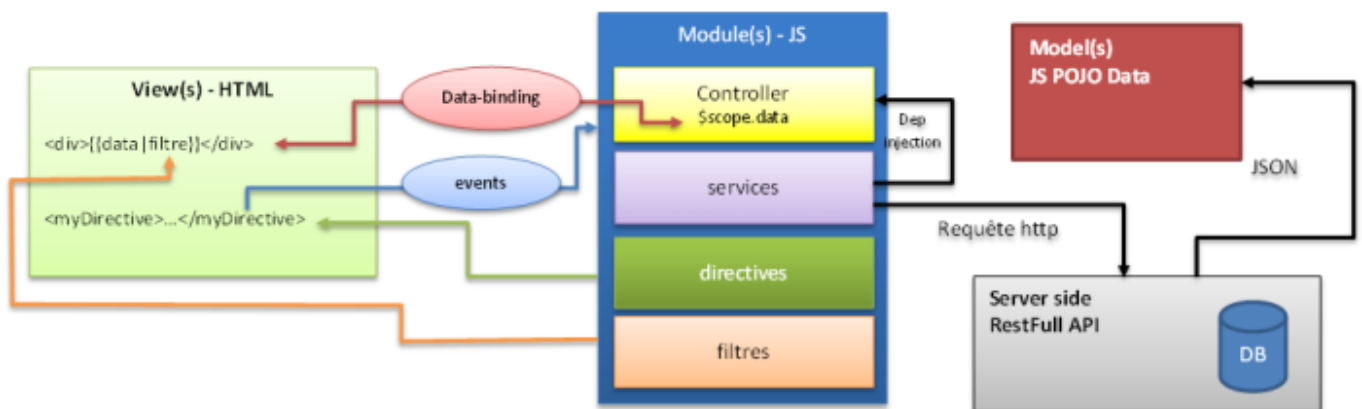 View(s) - HTML
<div>{{data|filtre}}</div>
<myDirective>...</myDirective>
Data-binding
events
Module(s) - JS
Controller
$scope.data
services
directives
filtres
Dep
injection
Requête http
Model(s)
JS POJO Data
JSON
Server side
RestFull API
DB